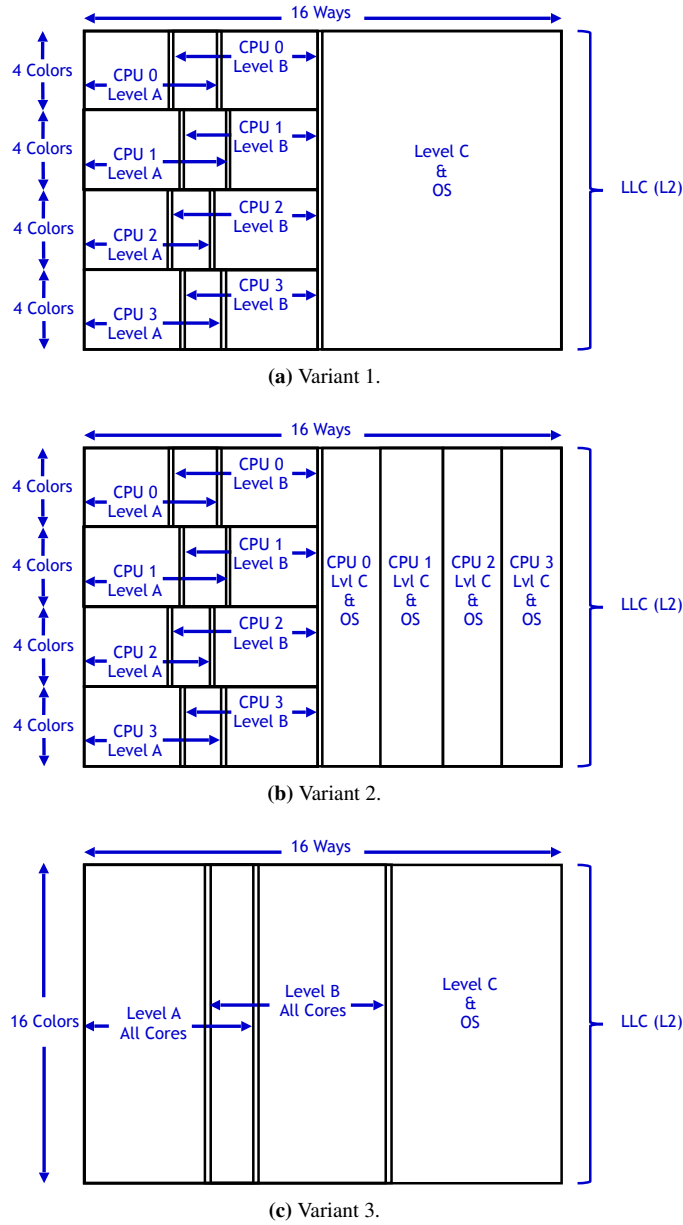 16 Ways
4 Colors
CPU 0
Level A
CPU 0
Level B
4 Colors
CPU 1
Level A
CPU 1
Level B
4 Colors
CPU 2
Level A
CPU 2
Level B
4 Colors
CPU 3
Level A
CPU 3
Level B
Level C
&
OS
LLC (L2)
(a) Variant 1.
16 Ways
4 Colors
CPU 0
Level A
CPU 0
Level B
4 Colors
CPU 1
Level A
CPU 1
Level B
4 Colors
CPU 2
Level A
CPU 2
Level B
4 Colors
CPU 3
Level A
CPU 3
Level B
CPU 0
Lvl C
&
OS
CPU 1
Lvl C
&
OS
CPU 2
Lvl C
&
OS
CPU 3
Lvl C
&
OS
LLC (L2)
(b) Variant 2.
16 Ways
16 Colors
Level A
All Cores
Level B
All Cores
Level C
&
OS
LLC (L2)
(c) Variant 3.